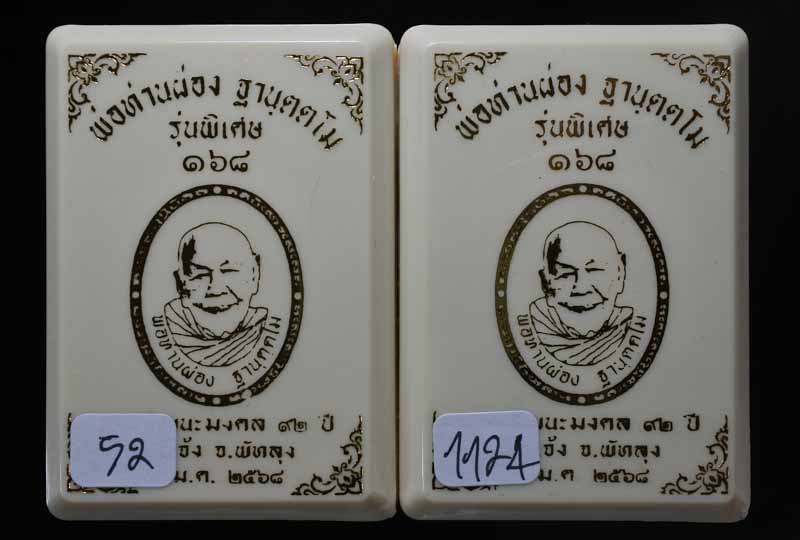 พ่อท่านผ่อง ฐานุตตโม
รุ่นพิเศษ
๑๖๘
พ่อท่านผ่อง ฐานุตตโม
นะมงคล ๙๒ ปี
จ.พัทลุง
ม.ค. ๒๕๖๘
52
พ่อท่านผ่อง ฐานุตตโม
รุ่นพิเศษ
๑๖๘
พ่อท่านผ่อง ฐานุตตโม
นะมงคล ๙๒ ปี
จ.พัทลุง
ม.ค ๒๕๖๘
1124